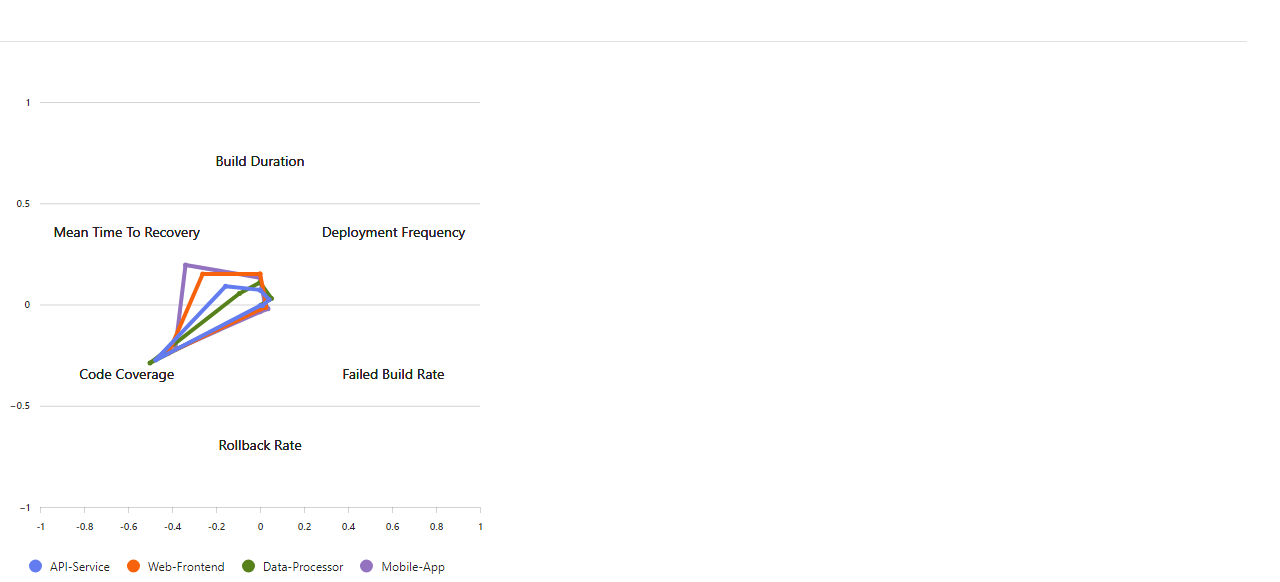 1
Build Duration
0.5
Mean Time To Recovery Deployment Frequency
0
Code Coverage Failed Build Rate
−0.5
Rollback Rate
−1
-1 -0.8 -0.6 -0.4 -0.2 0 0.2 0.4 0.6 0.8 1
API-Service Web-Frontend Data-Processor Mobile-App